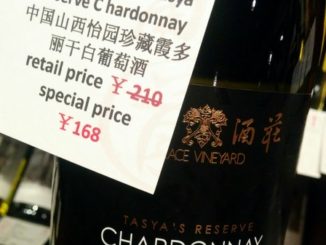 serve Chardonnay
中国山西怡园珍藏霞多
丽干白葡萄酒
retail price ¥ 210
special price
¥168
酒莊
ACE VINEYARD
TASYA'S RESERVE
CHARDONNAY